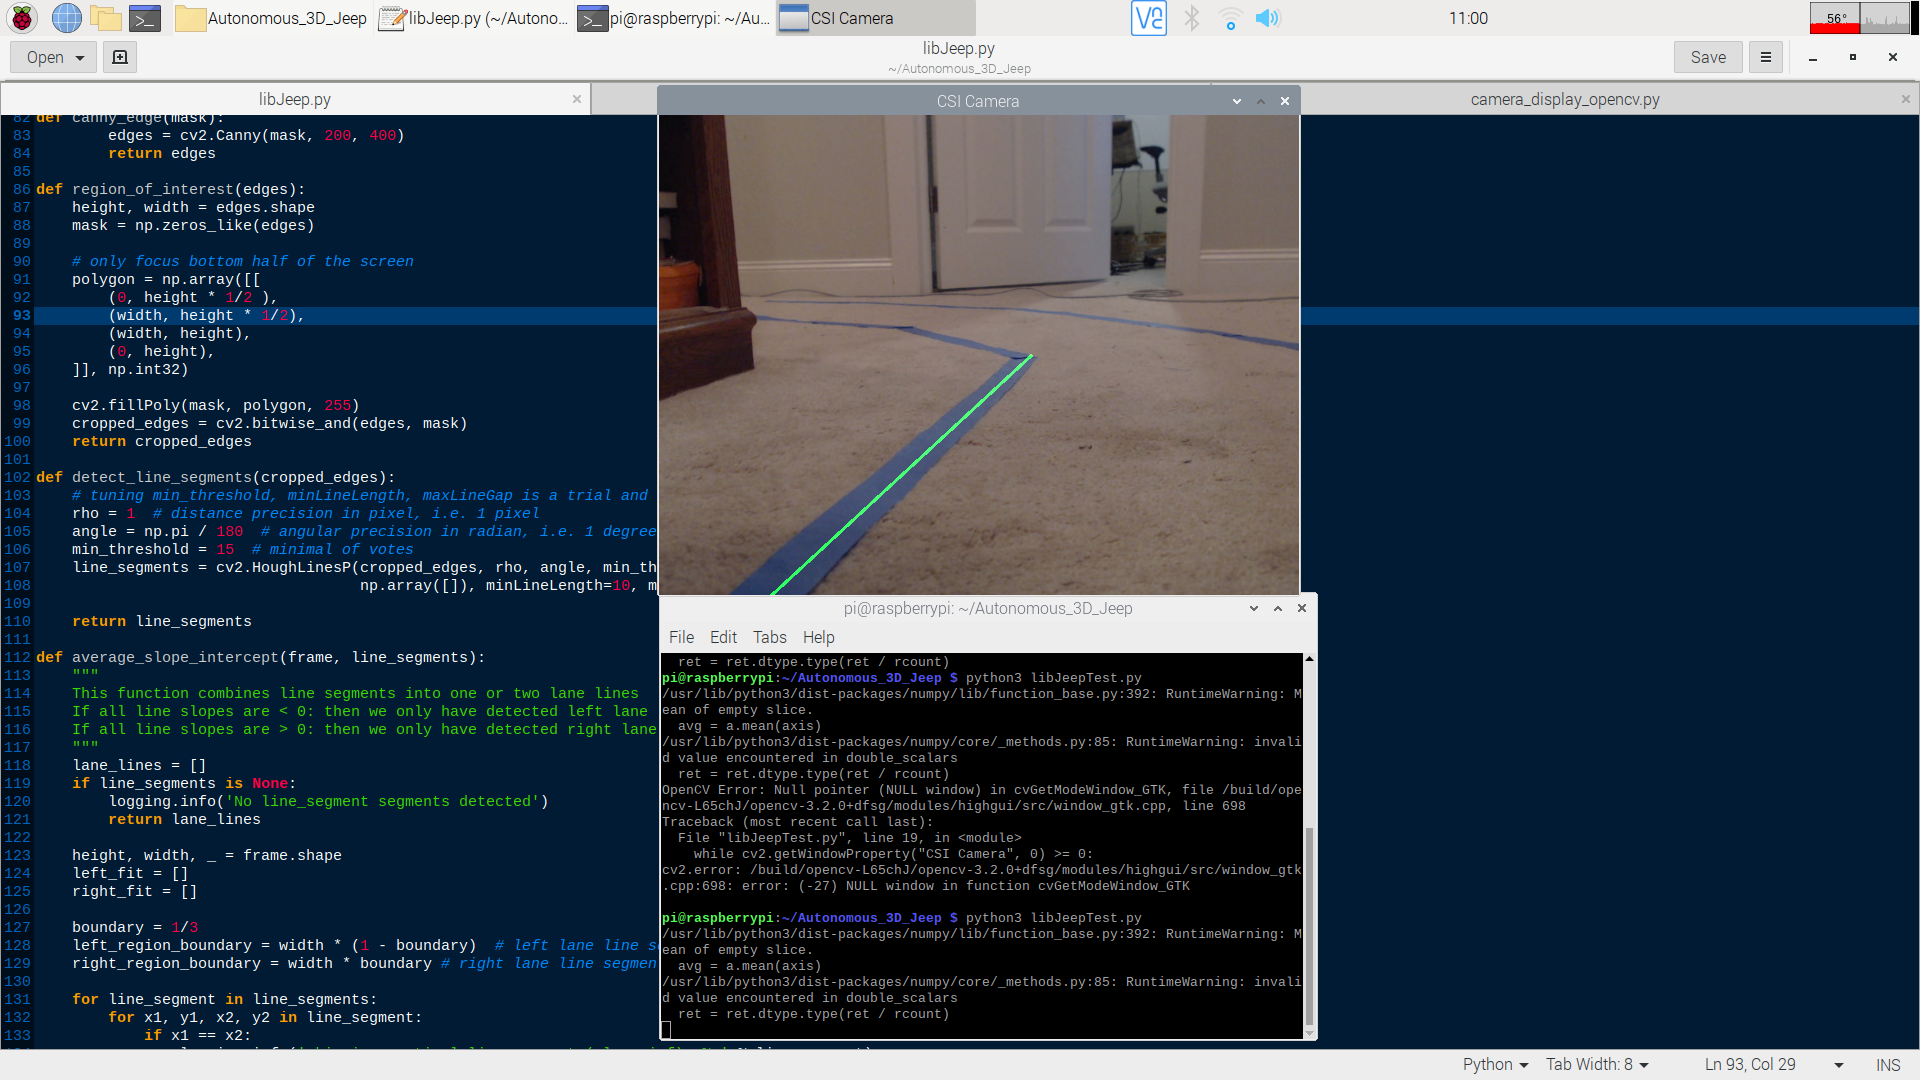 Autonomous_3D_Jeep
libJeep.py (~/Autono...
pi@raspberrypi: ~/Au...
CSI Camera
11:00
56°
Open
libJeep.py
~/Autonomous_3D_Jeep
Save
libJeep.py
camera_display_opencv.py
82 def canny_edge(mask):
83 edges = cv2.Canny(mask, 200, 400)
84 return edges
85
86 def region_of_interest(edges):
87 height, width = edges.shape
88 mask = np.zeros_like(edges)
89
90 # only focus bottom half of the screen
91 polygon = np.array([[
92 (0, height * 1/2 ),
93 (width, height * 1/2),
94 (width, height),
95 (0, height),
96 ]], np.int32)
97
98 cv2.fillPoly(mask, polygon, 255)
99 cropped_edges = cv2.bitwise_and(edges, mask)
100 return cropped_edges
101
102 def detect_line_segments(cropped_edges):
103 # tuning min_threshold, minLineLength, maxLineGap is a trial and
104 rho = 1 # distance precision in pixel, i.e. 1 pixel
105 angle = np.pi / 180 # angular precision in radian, i.e. 1 degree
106 min_threshold = 15 # minimal of votes
107 line_segments = cv2.HoughLinesP(cropped_edges, rho, angle, min_th
108 np.array([]), minLineLength=10, m
109
110 return line_segments
111
112 def average_slope_intercept(frame, line_segments):
113 """
114 This function combines line segments into one or two lane lines
115 If all line slopes are < 0: then we only have detected left lane
116 If all line slopes are > 0: then we only have detected right lane
117 """
118 lane_lines = []
119 if line_segments is None:
120 logging.info('No line_segment segments detected')
121 return lane_lines
122
123 height, width, _ = frame.shape
124 left_fit = []
125 right_fit = []
126
127 boundary = 1/3
128 left_region_boundary = width * (1 - boundary) # left lane line s
129 right_region_boundary = width * boundary # right lane line segmen
130
131 for line_segment in line_segments:
132 for x1, y1, x2, y2 in line_segment:
133 if x1 == x2:
CSI Camera
pi@raspberrypi: ~/Autonomous_3D_Jeep
File Edit Tabs Help
ret = ret.dtype.type(ret / rcount)
pi@raspberrypi:~/Autonomous_3D_Jeep $ python3 libJeepTest.py
/usr/lib/python3/dist-packages/numpy/lib/function_base.py:392: RuntimeWarning: M
ean of empty slice.
avg = a.mean(axis)
/usr/lib/python3/dist-packages/numpy/core/_methods.py:85: RuntimeWarning: invali
d value encountered in double_scalars
ret = ret.dtype.type(ret / rcount)
OpenCV Error: Null pointer (NULL window) in cvGetModeWindow_GTK, file /build/ope
ncv-L65chJ/opencv-3.2.0+dfsg/modules/highgui/src/window_gtk.cpp, line 698
Traceback (most recent call last):
File "libJeepTest.py", line 19, in <module>
while cv2.getWindowProperty("CSI Camera", 0) >= 0:
cv2.error: /build/opencv-L65chJ/opencv-3.2.0+dfsg/modules/highgui/src/window_gtk
.cpp:698: error: (-27) NULL window in function cvGetModeWindow_GTK
pi@raspberrypi:~/Autonomous_3D_Jeep $ python3 libJeepTest.py
/usr/lib/python3/dist-packages/numpy/lib/function_base.py:392: RuntimeWarning: M
ean of empty slice.
avg = a.mean(axis)
/usr/lib/python3/dist-packages/numpy/core/_methods.py:85: RuntimeWarning: invali
d value encountered in double_scalars
ret = ret.dtype.type(ret / rcount)
Python Tab Width: 8 Ln 93, Col 29 INS